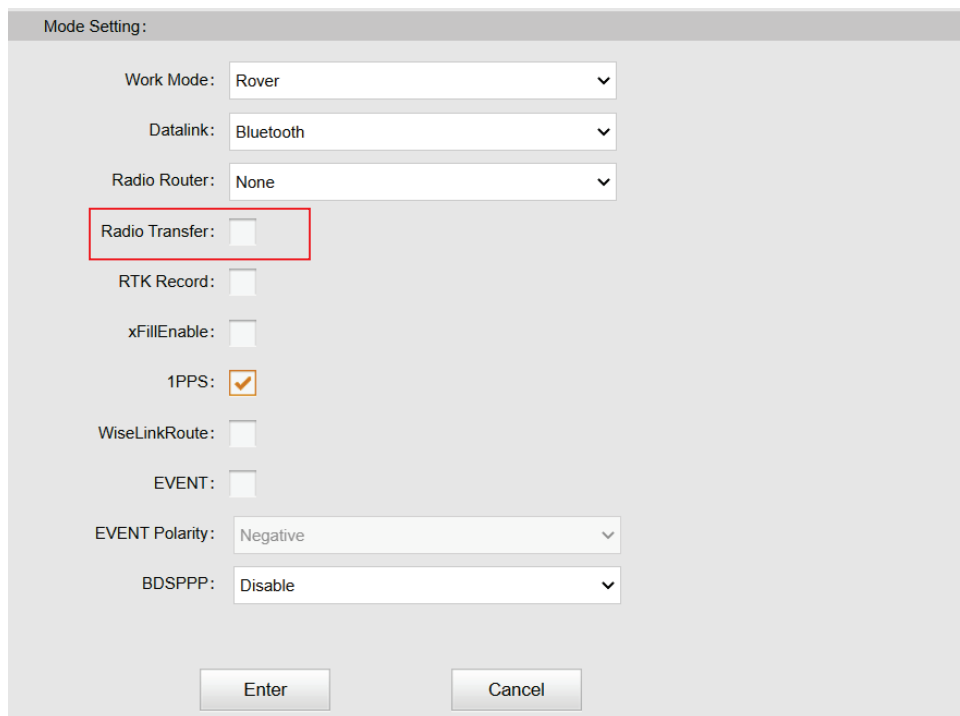 Mode Setting:
Work Mode: Rover
Datalink: Bluetooth
Radio Router: None
Radio Transfer:
RTK Record:
xFillEnable:
1PPS:
WiseLinkRoute:
EVENT:
EVENT Polarity: Negative
BDSPPP: Disable
Enter Cancel